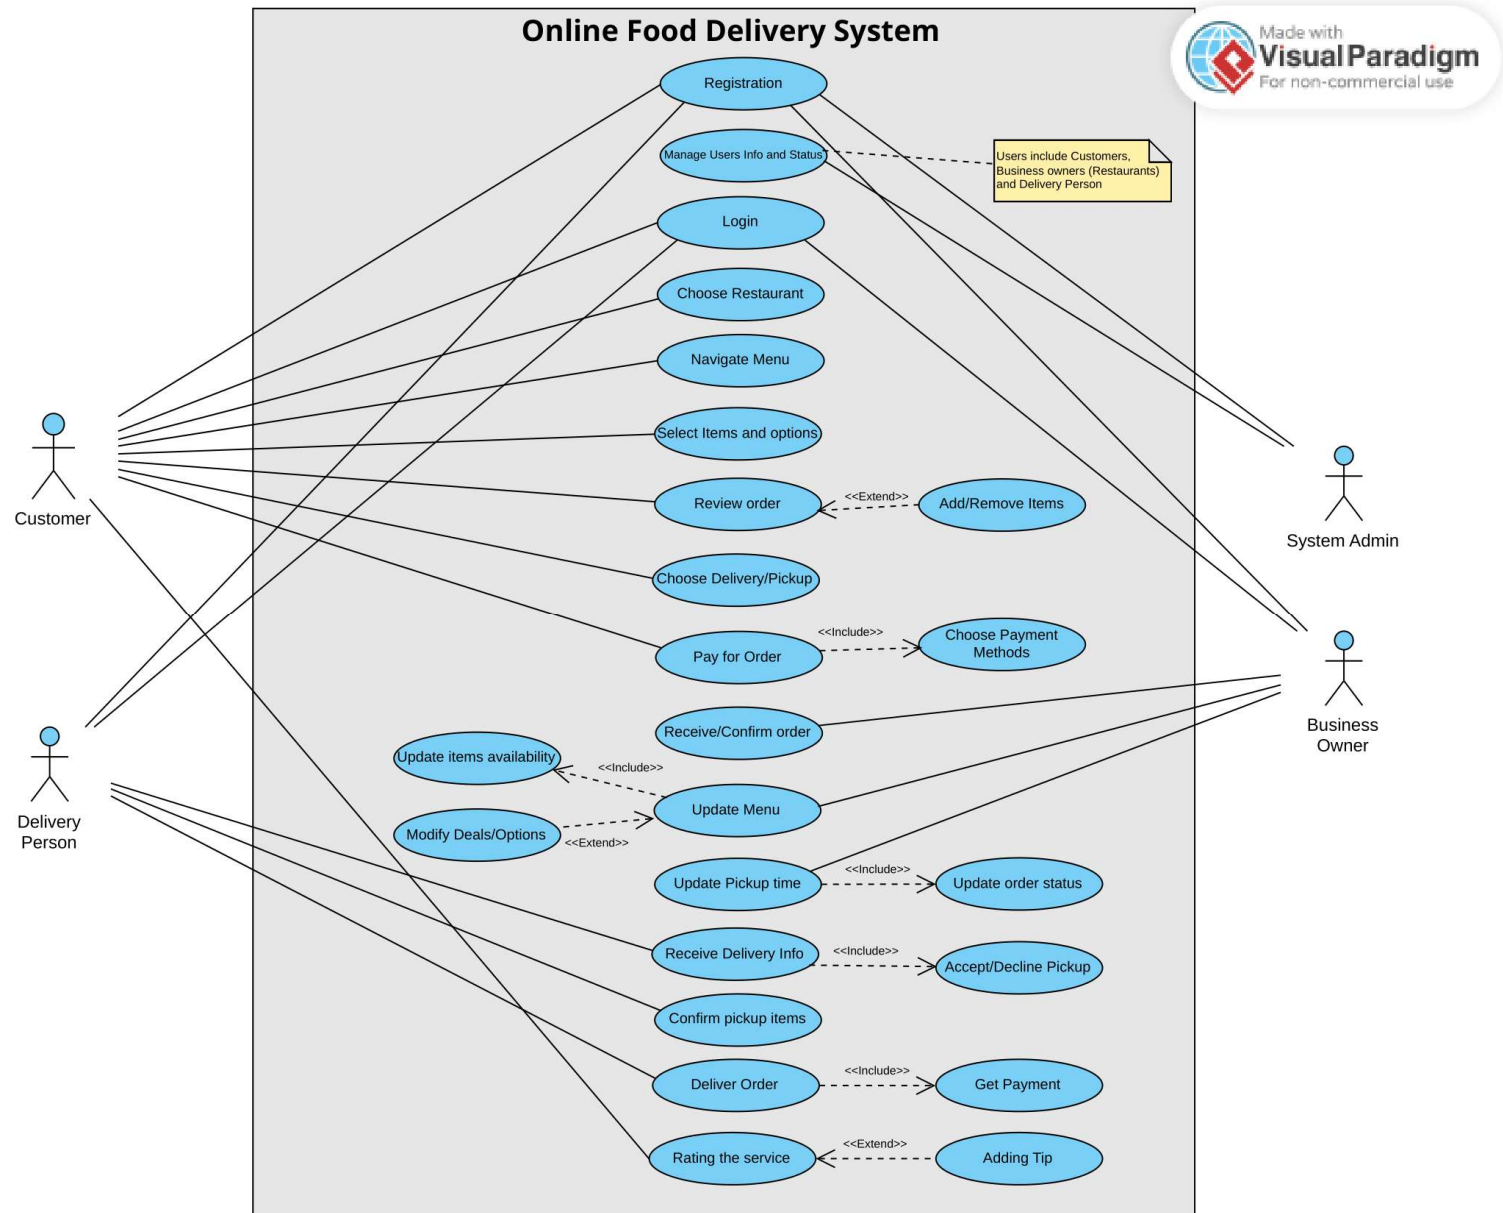 Online Food Delivery System
Made with
Visual Paradigm
For non-commercial use
Registration
Manage Users Info and Status
Users include Customers,
Business owners (Restaurants)
and Delivery Person
Login
Choose Restaurant
Navigate Menu
Select Items and options
Review order
<<Extend>>
Add/Remove Items
Customer
System Admin
Choose Delivery/Pickup
Pay for Order
<<Include>>
Choose Payment
Methods
Receive/Confirm order
Business
Owner
Update items availability
<<Include>>
Update Menu
Modify Deals/Options
<<Extend>>
Delivery
Person
Update Pickup time
<<Include>>
Update order status
Receive Delivery Info
<<Include>>
Accept/Decline Pickup
Confirm pickup items
Deliver Order
<<Include>>
Get Payment
Rating the service
<<Extend>>
Adding Tip